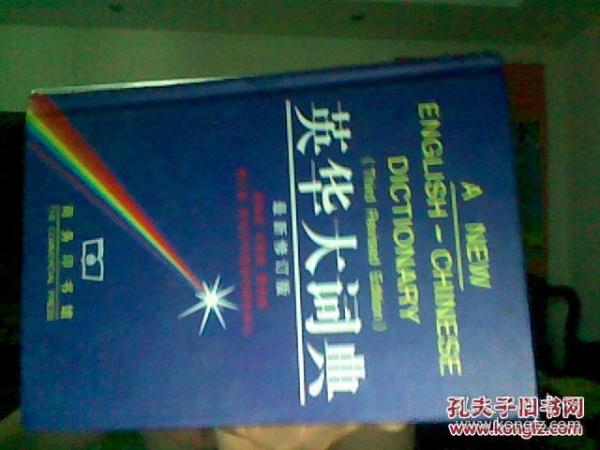 A NEW
ENGLISH - CHINESE
DICTIONARY
(Third Revised Edition)
英华大词典
最新修订版
商务印书馆
THE COMMERCIAL PRESS
孔夫子旧书网
www.kongfz.com